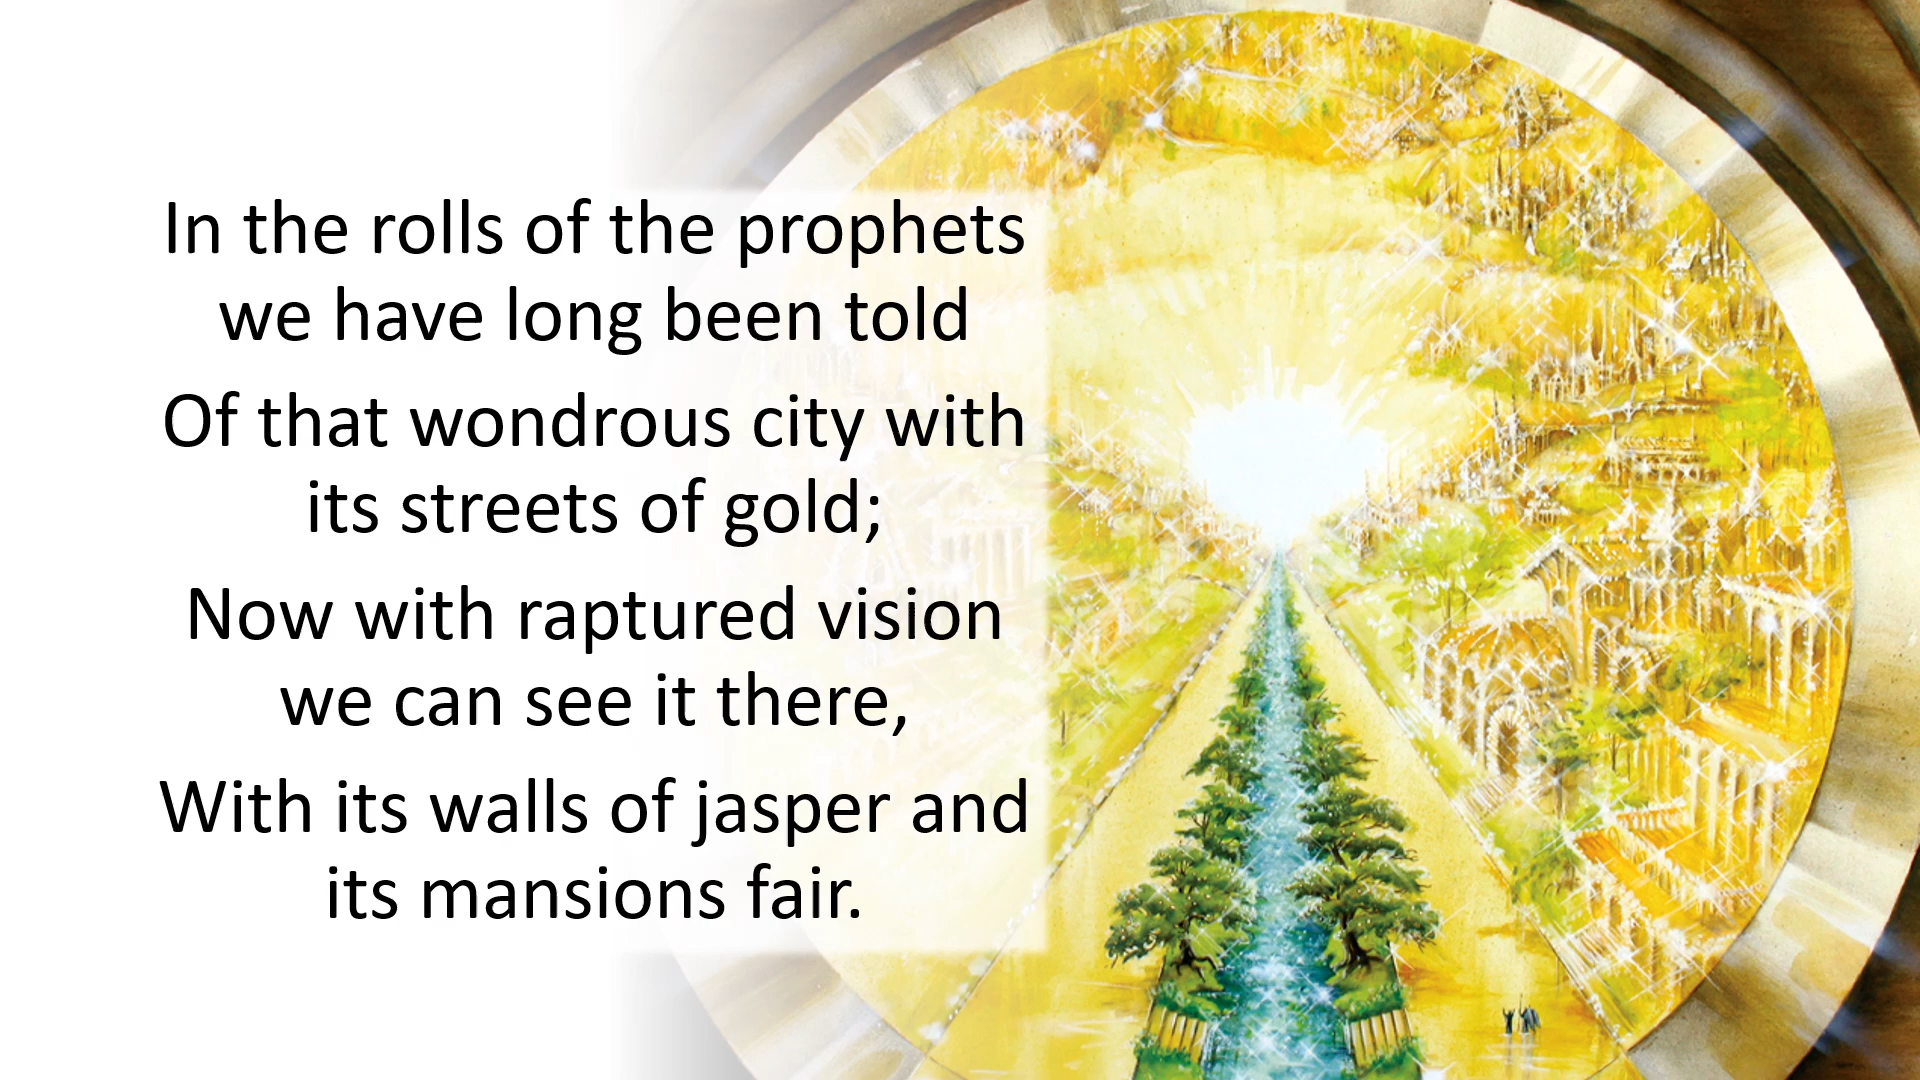 In the rolls of the prophets
we have long been told
Of that wondrous city with
its streets of gold;
Now with raptured vision
we can see it there,
With its walls of jasper and
its mansions fair.